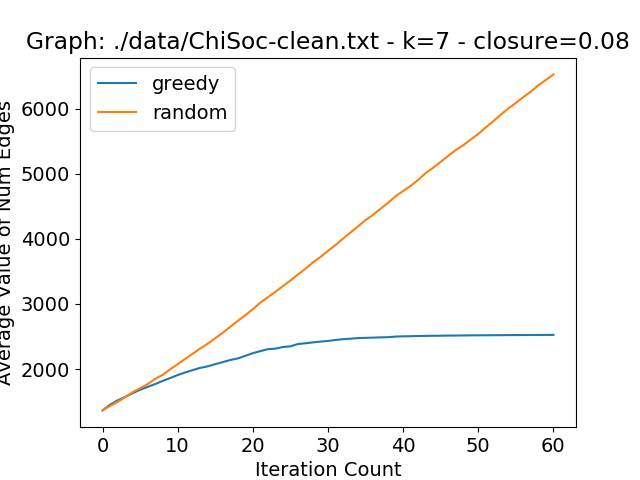 Graph: ./data/ChiSoc-clean.txt - k=7 - closure=0.08
greedy
random
Average Value of Num Edges
6000
5000
4000
3000
2000
0 10 20 30 40 50 60
Iteration Count